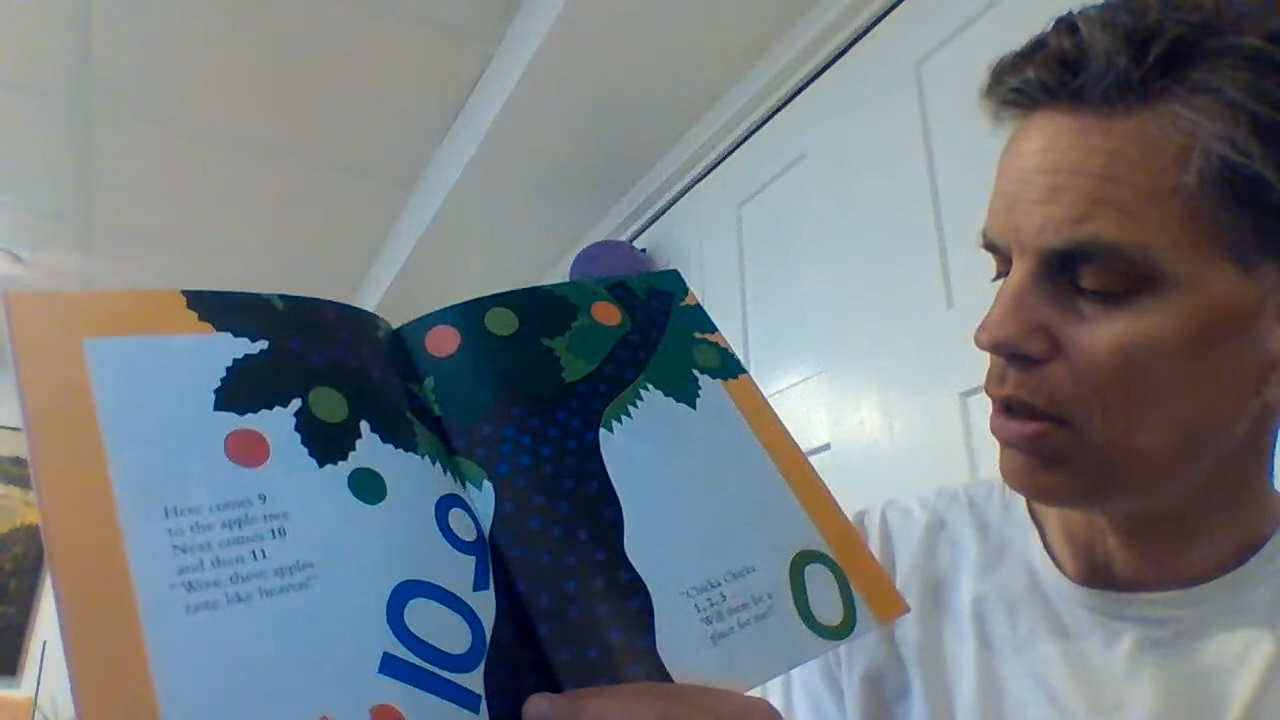 Here comes 9
to the apple tree
Next comes 10
and then 11
"Wow, these apples
taste like heaven!"
9
10
"Chicka Chicka
1, 2, 3
Will there be a
place for me?"
0